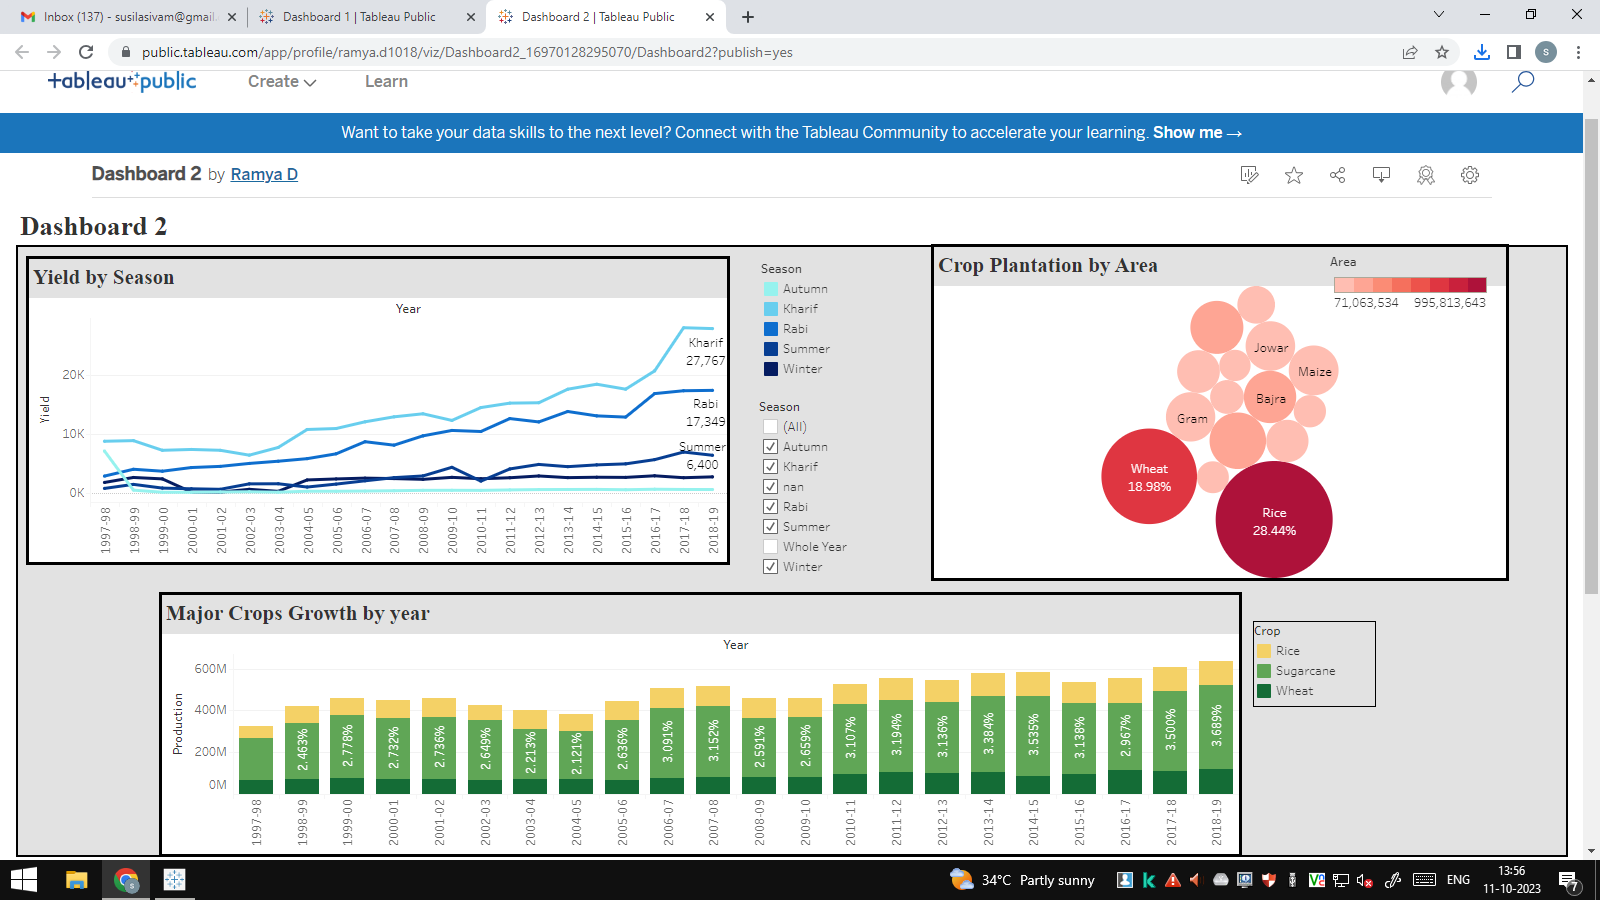 Inbox (137) - susilasivam@gmail.
Dashboard 1 | Tableau Public
Dashboard 2 | Tableau Public
public.tableau.com/app/profile/ramya.d1018/viz/Dashboard2_16970128295070/Dashboard2?publish=yes
S
+ableau+public
Create
Learn
Want to take your data skills to the next level? Connect with the Tableau Community to accelerate your learning. Show me →
Dashboard 2 by Ramya D
Dashboard 2
Yield by Season
Year
Yield
20K
10K
0K
Kharif
27,767
Rabi
17,349
Summer
6,400
1997-98
1998-99
1999-00
2000-01
2001-02
2002-03
2003-04
2004-05
2005-06
2006-07
2007-08
2008-09
2009-10
2010-11
2011-12
2012-13
2013-14
2014-15
2015-16
2016-17
2017-18
2018-19
Season
Autumn
Kharif
Rabi
Summer
Winter
Season
(All)
Autumn
Kharif
nan
Rabi
Summer
Whole Year
Winter
Crop Plantation by Area
Area
71,063,534 995,813,643
Jowar
Maize
Bajra
Gram
Wheat
18.98%
Rice
28.44%
Major Crops Growth by year
Year
Production
600M
400M
200M
0M
2.463%
2.778%
2.732%
2.736%
2.649%
2.213%
2.121%
2.636%
3.091%
3.152%
2.591%
2.659%
3.107%
3.194%
3.136%
3.384%
3.535%
3.138%
2.967%
3.500%
3.689%
1997-98
1998-99
1999-00
2000-01
2001-02
2002-03
2003-04
2004-05
2005-06
2006-07
2007-08
2008-09
2009-10
2010-11
2011-12
2012-13
2013-14
2014-15
2015-16
2016-17
2017-18
2018-19
Crop
Rice
Sugarcane
Wheat
34°C Partly sunny
ENG
13:56
11-10-2023
7